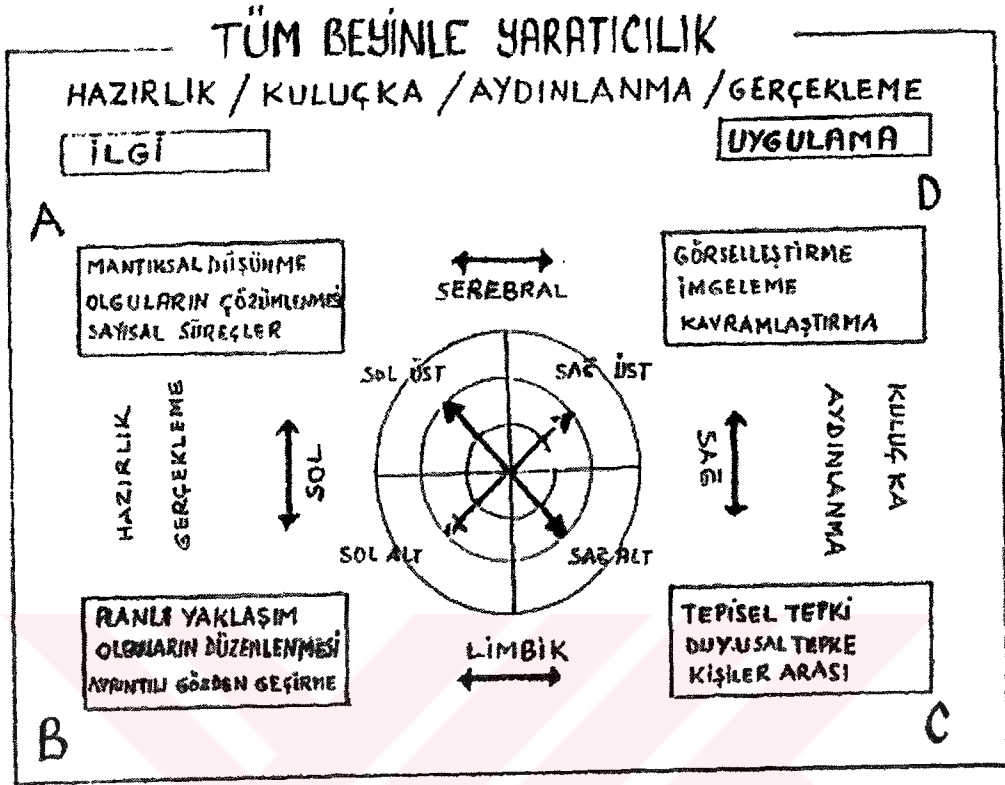 TÜM BEYİNLE YARATICILIK
HAZIRLIK / KULUÇKA / AYDINLANMA / GERÇEKLEME
İLGİ
UYGULAMA
A
D
MANTIKSAL DÜŞÜNME
OLGULARIN ÇÖZÜMLENMESİ
SAYISAL SÜREÇLER
SEREBRAL
GÖRSELLEŞTİRME
İMGELEME
KAVRAMLAŞTIRMA
SOL ÜST
SAĞ ÜST
HAZIRLIK
GERÇEKLEME
SOL
SAĞ
AYDINLANMA
KULUÇKA
SOL ALT
SAĞ ALT
PLANLI YAKLAŞIM
OLGULARIN DÜZENLENMESİ
AYRINTILI GÖZDEN GEÇİRME
LİMBİK
TEPİSEL TEPKİ
DUYUSAL TEPKE
KİŞİLER ARASI
B
C